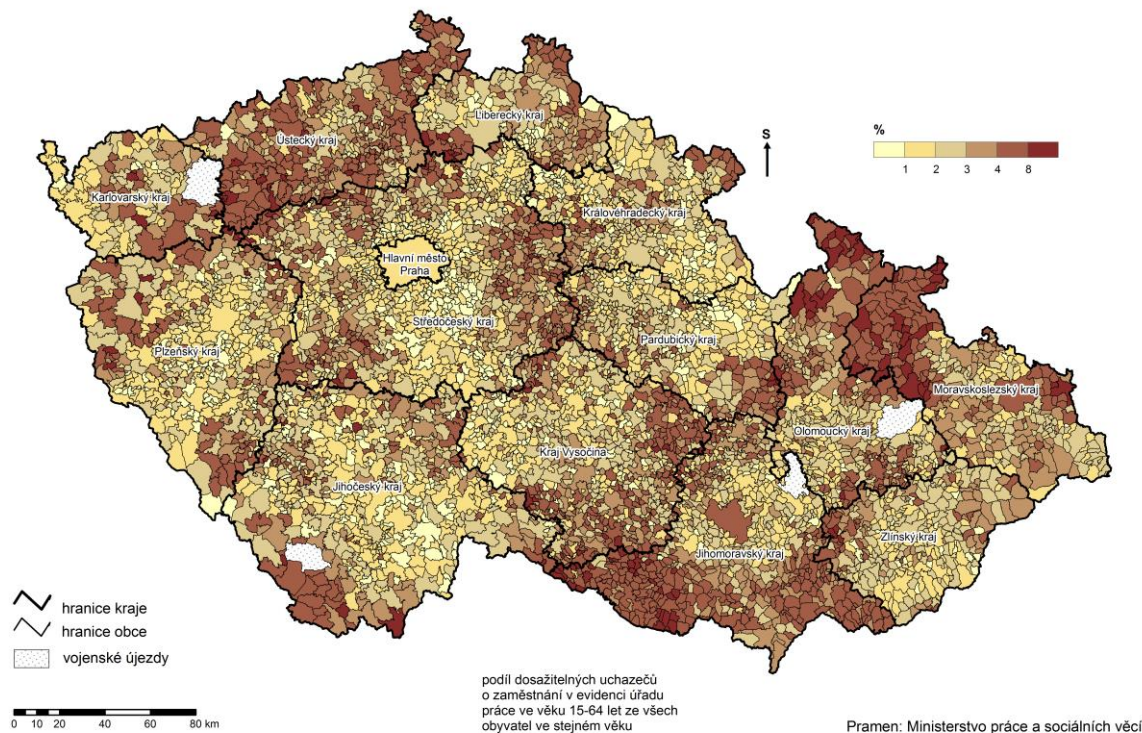 S
%
1 2 3 4 8
Liberecký kraj
Ústecký kraj
Karlovarský kraj
Královéhradecký kraj
Hlavní město
Praha
Středočeský kraj
Pardubický kraj
Plzeňský kraj
Moravskoslezský kraj
Olomoucký kraj
Kraj Vysočina
Jihočeský kraj
Zlínský kraj
Jihomoravský kraj
hranice kraje
hranice obce
vojenské újezdy
0 5 10 20 40 60 80 km
podíl dosažitelných uchazečů
o zaměstnání v evidenci úřadu
práce ve věku 15-64 let ze všech
obyvatel ve stejném věku
Pramen: Ministerstvo práce a sociálních věcí